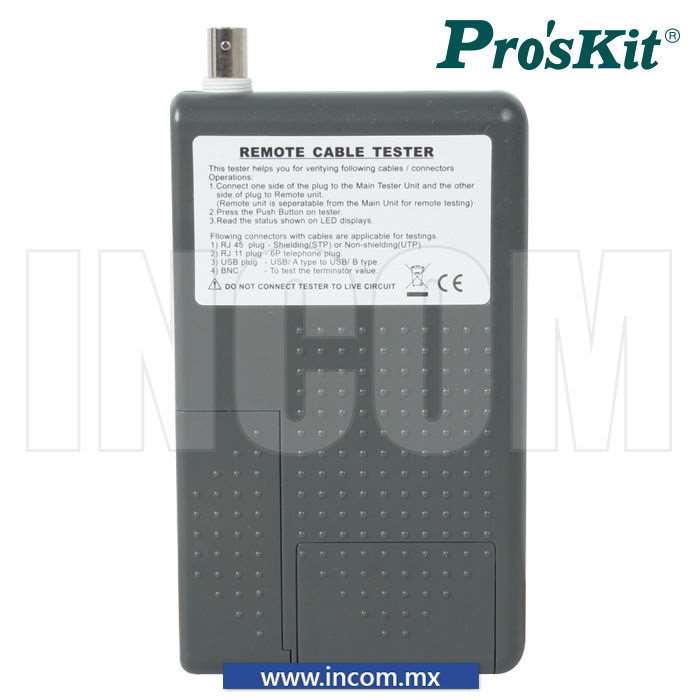 Pro'sKit®
REMOTE CABLE TESTER
This tester helps you for veritying following cables / connectors
Operations:
1.Connect one side of the plug to the Main Tester Unit and the other
side of plug to Remote unit.
(Remote unit is seperatable from the Main Unit for remote testing)
2.Press the Push Button on tester.
3.Read the status shown on LED displays.
Fllowing connectors with cables are applicable for testings.
1) RJ 45 plug - Shielding(STP) or Non-shielding(UTP).
2) RJ 11 plug - 6P telephone plug.
3) USB plug - USB/ A type to USB/ B type.
4) BNC - To test the terminator value.
DO NOT CONNECT TESTER TO LIVE CIRCUIT
CE
INCOM
www.incom.mx